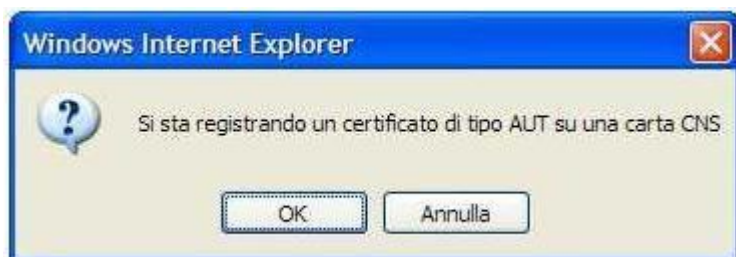 Windows Internet Explorer
Si sta registrando un certificato di tipo AUT su una carta CNS
OK
Annulla